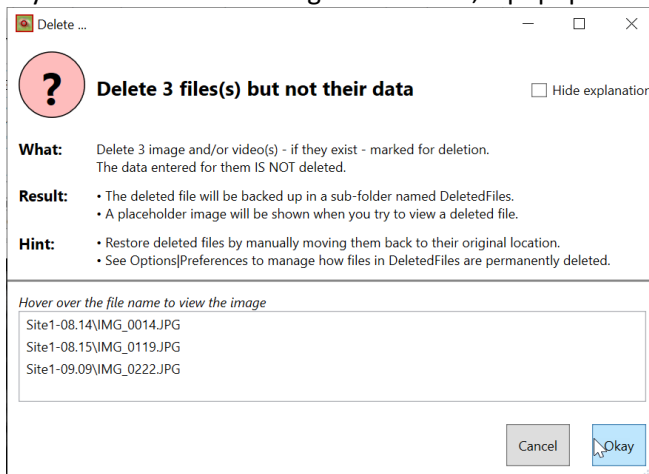 Delete ...
? Delete 3 files(s) but not their data
Hide explanation
What: Delete 3 image and/or video(s) - if they exist - marked for deletion.
The data entered for them IS NOT deleted.
Result: • The deleted file will be backed up in a sub-folder named DeletedFiles.
• A placeholder image will be shown when you try to view a deleted file.
Hint: • Restore deleted files by manually moving them back to their original location.
• See Options|Preferences to manage how files in DeletedFiles are permanently deleted.
Hover over the file name to view the image
Site1-08.14\IMG_0014.JPG
Site1-08.15\IMG_0119.JPG
Site1-09.09\IMG_0222.JPG
Cancel
Okay